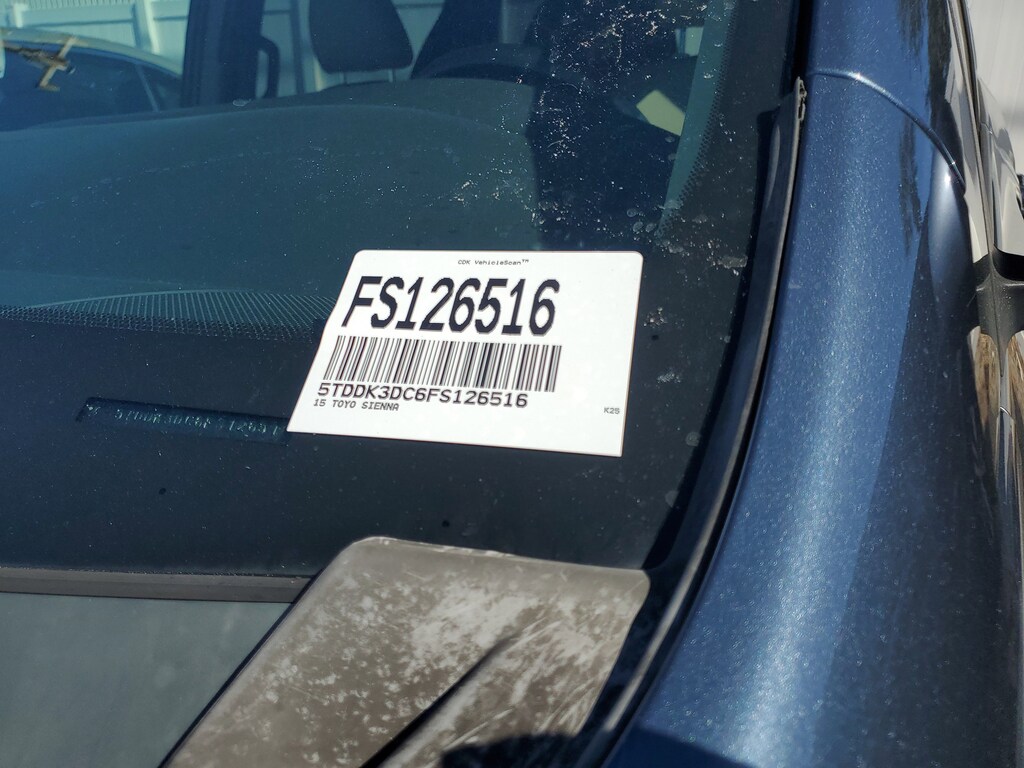 CDK VehicleScan™
FS126516
5TDDK3DC6FS126516
15 TOYO SIENNA
K2S